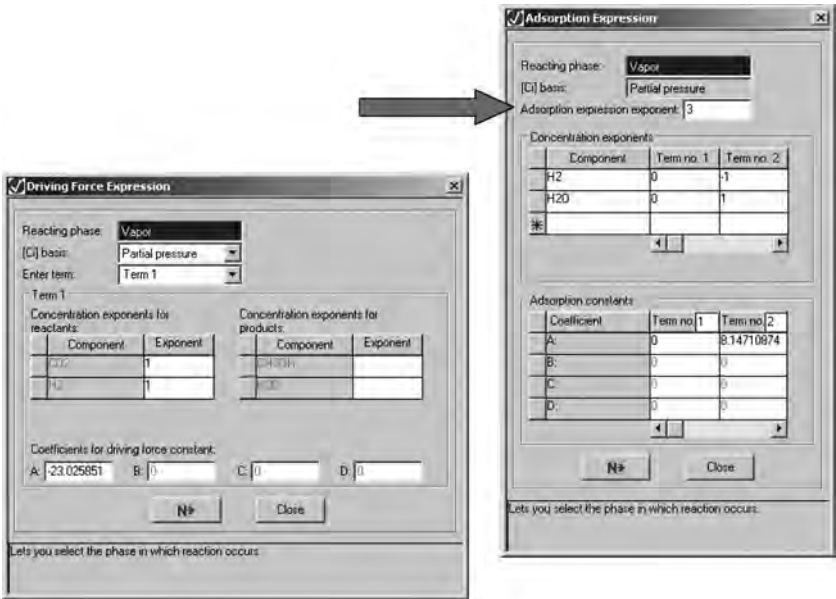 Driving Force Expression
Reacting phase: Vapor
[Ci] basis: Partial pressure
Enter term: Term 1
Term 1
Concentration exponents for reactants:
Component Exponent
CO2 1
H2 1
Concentration exponents for products:
Component Exponent
CH3OH
H2O
Coefficients for driving force constant:
A: -23.025851 B: 0 C: 0 D: 0
N Close
Lets you select the phase in which reaction occurs.
Adsorption Expression
Reacting phase: Vapor
[Ci] basis: Partial pressure
Adsorption expression exponent: 3
Concentration exponents
Component Term no. 1 Term no. 2
H2 0 -1
H2O 0 1
Adsorption constants
Coefficient Term no. 1 Term no. 2
A: 0 8.14710874
B: 0 0
C: 0 0
D: 0 0
N Close
Lets you select the phase in which reaction occurs.